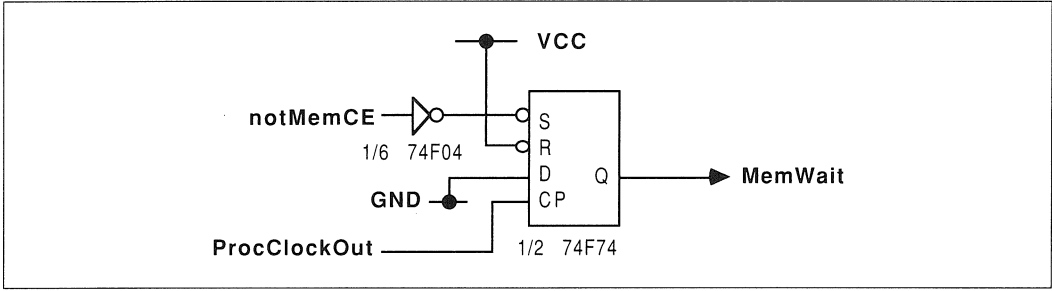 VCC
notMemCE
S
1/6 74F04
R
D
Q
MemWait
GND
CP
ProcClockOut
1/2 74F74